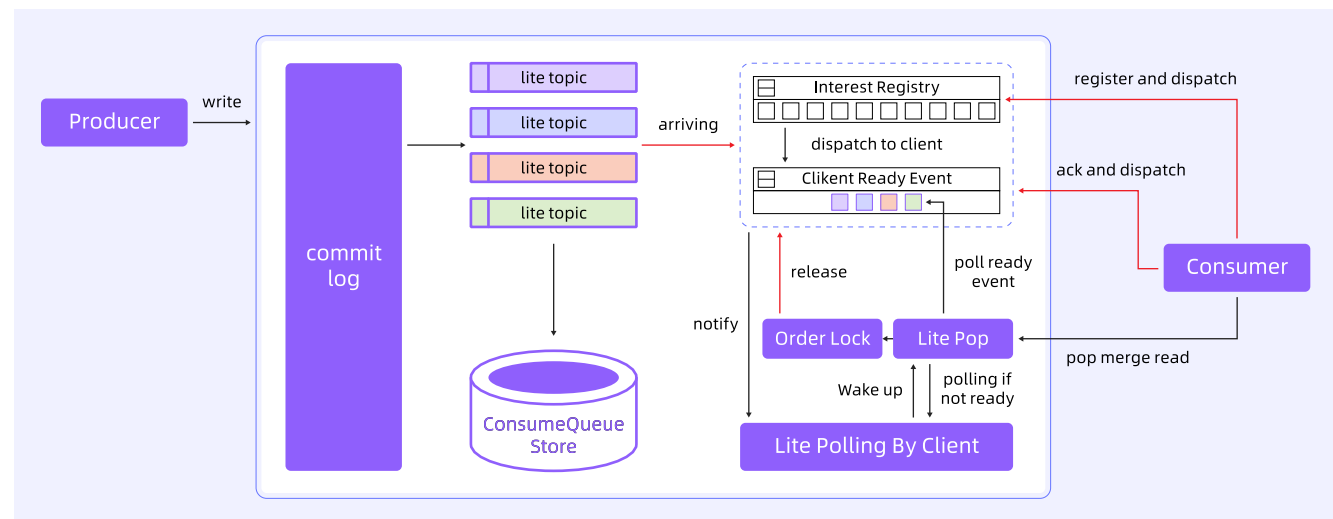 Producer
write
commit
log
lite topic
lite topic
lite topic
lite topic
ConsumeQueue
Store
arriving
Interest Registry
dispatch to client
Clikent Ready Event
register and dispatch
ack and dispatch
Consumer
release
poll ready
event
notify
Order Lock
Lite Pop
pop merge read
Wake up
polling if
not ready
Lite Polling By Client